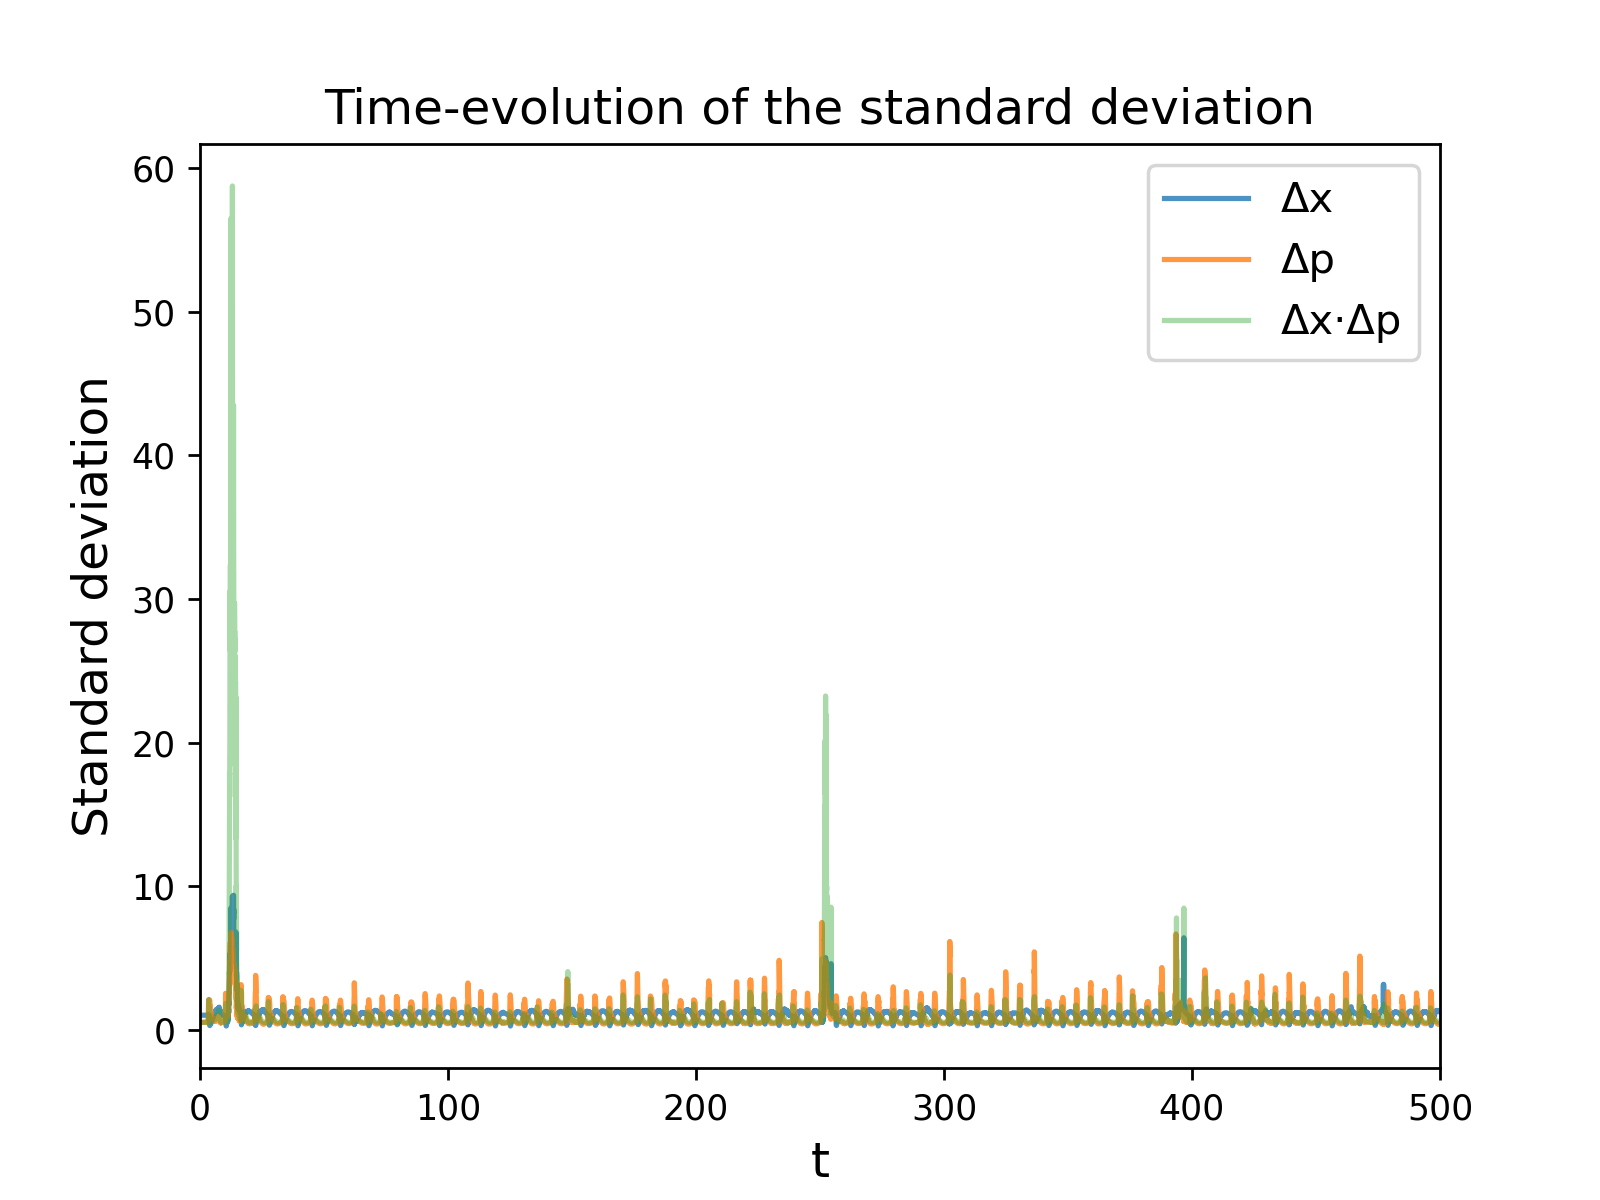 Time-evolution of the standard deviation
Δx
Δp
Δx·Δp
Standard deviation
60
50
40
30
20
10
0
0 100 200 300 400 500
t